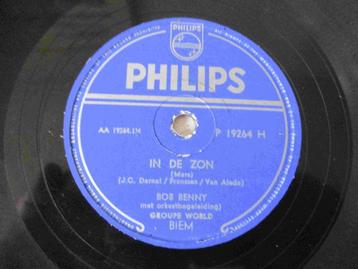 PHILIPS
PHILIPS
AA 19264.1H
P 19264 H
IN DE ZON
(Mars)
(J.C. Darnal / Franssen / Van Aleda)
BOB BENNY
met orkestbegeleiding)
GROUPE WORLD
BIEM